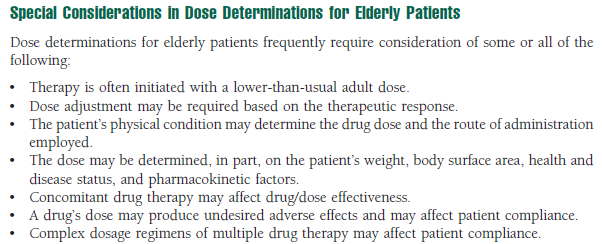 Special Considerations in Dose Determinations for Elderly Patients
Dose determinations for elderly patients frequently require consideration of some or all of the
following:
• Therapy is often initiated with a lower-than-usual adult dose.
• Dose adjustment may be required based on the therapeutic response.
• The patient's physical condition may determine the drug dose and the route of administration
employed.
• The dose may be determined, in part, on the patient's weight, body surface area, health and
disease status, and pharmacokinetic factors.
• Concomitant drug therapy may affect drug/dose effectiveness.
• A drug's dose may produce undesired adverse effects and may affect patient compliance.
• Complex dosage regimens of multiple drug therapy may affect patient compliance.